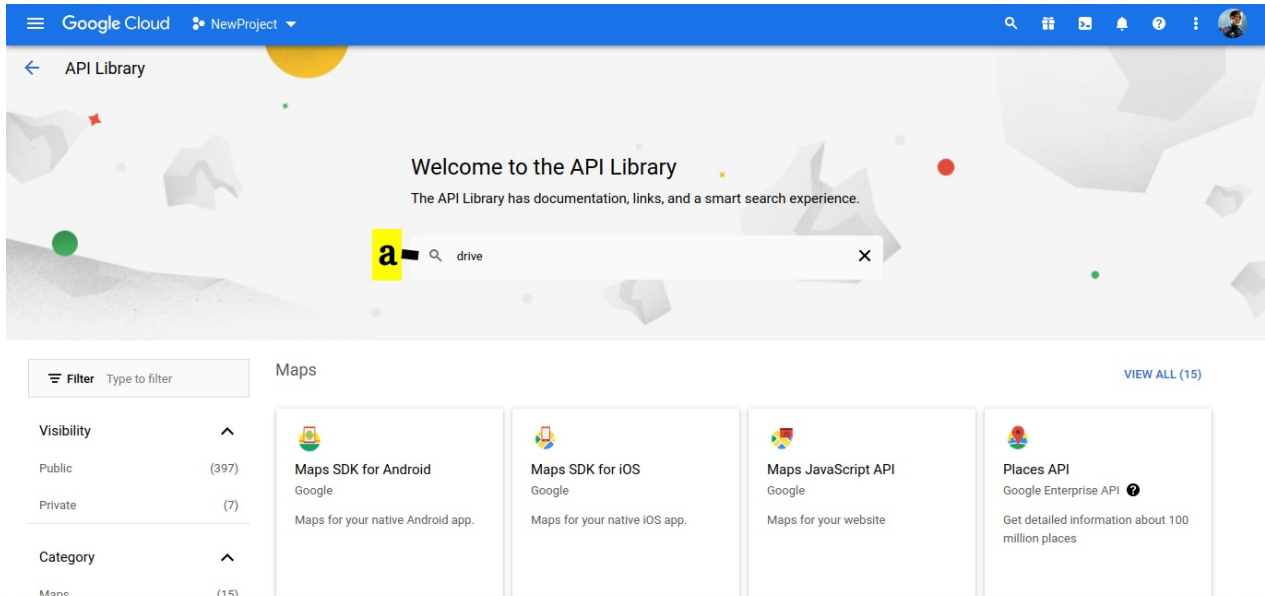 Google Cloud NewProject
API Library
Welcome to the API Library
The API Library has documentation, links, and a smart search experience.
a
drive
Filter Type to filter
Maps
VIEW ALL (15)
Visibility
Public (397)
Private (7)
Category
Maps (15)
Maps SDK for Android
Google
Maps for your native Android app.
Maps SDK for iOS
Google
Maps for your native iOS app.
Maps JavaScript API
Google
Maps for your website
Places API
Google Enterprise API
Get detailed information about 100
million places